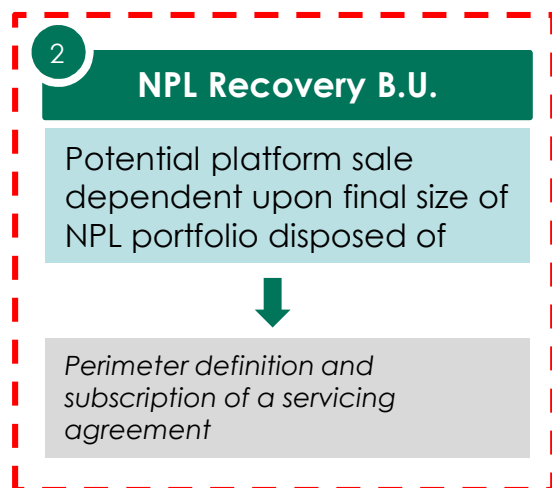 2
NPL Recovery B.U.
Potential platform sale
dependent upon final size of
NPL portfolio disposed of
Perimeter definition and
subscription of a servicing
agreement